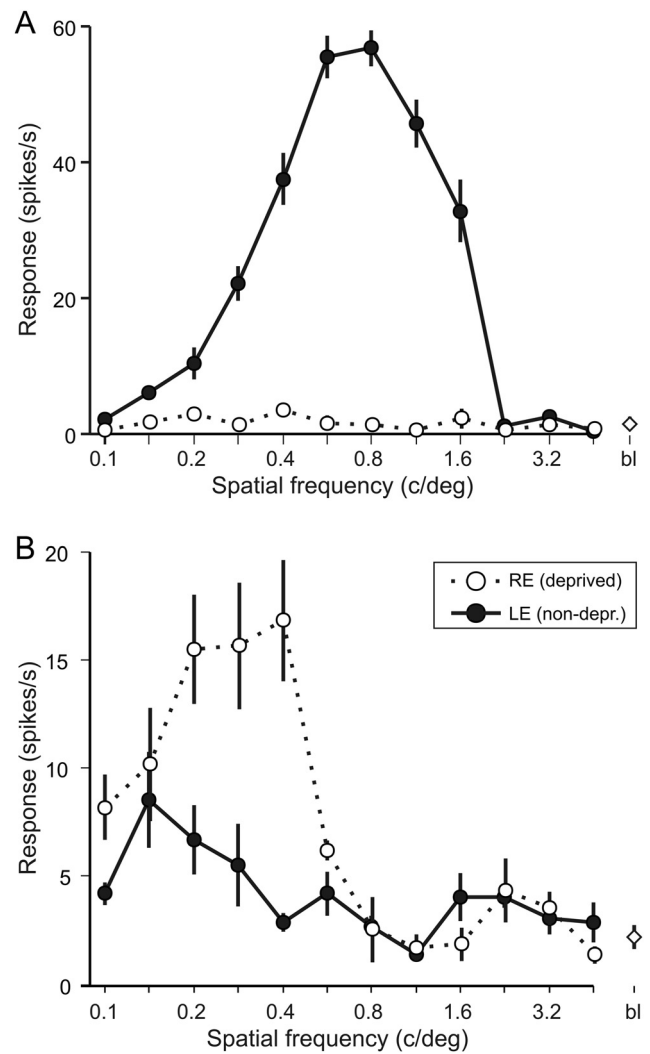 A
60
40
20
0
Response (spikes/s)
0.1 0.2 0.4 0.8 1.6 3.2 bl
Spatial frequency (c/deg)
B
20
15
10
5
0
Response (spikes/s)
RE (deprived)
LE (non-depr.)
0.1 0.2 0.4 0.8 1.6 3.2 bl
Spatial frequency (c/deg)